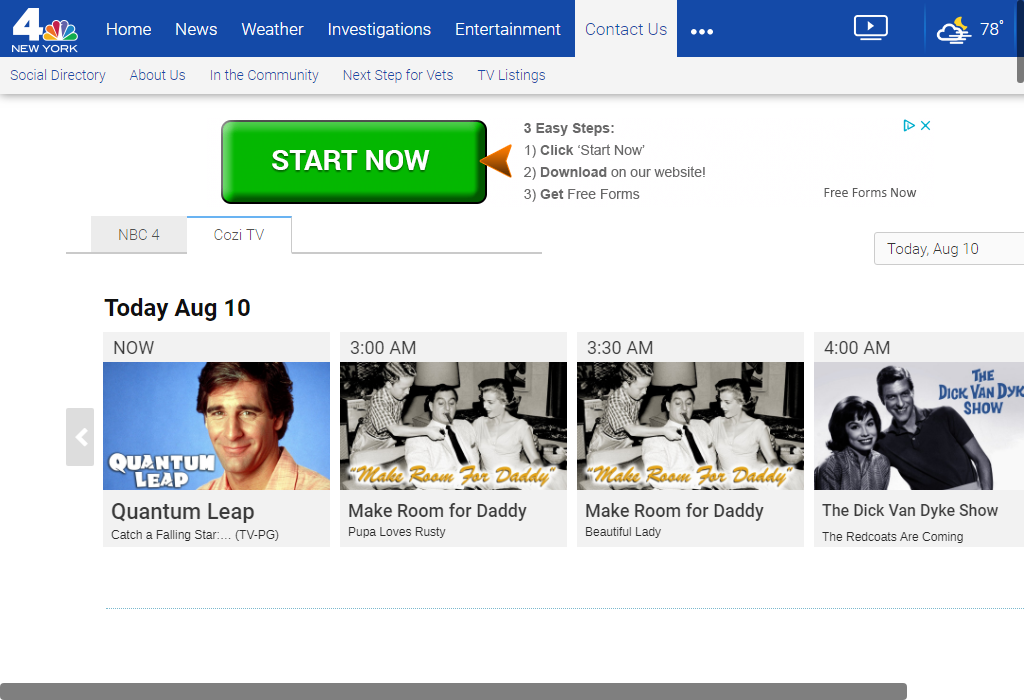 4
NEW YORK
Home
News
Weather
Investigations
Entertainment
Contact Us
78°
Social Directory
About Us
In the Community
Next Step for Vets
TV Listings
START NOW
3 Easy Steps:
1) Click ‘Start Now’
2) Download on our website!
3) Get Free Forms
Free Forms Now
NBC 4
Cozi TV
Today, Aug 10
Today Aug 10
NOW
QUANTUM
LEAP
Quantum Leap
Catch a Falling Star:… (TV-PG)
3:00 AM
"Make Room For Daddy"
Make Room for Daddy
Pupa Loves Rusty
3:30 AM
"Make Room For Daddy"
Make Room for Daddy
Beautiful Lady
4:00 AM
THE
DICK VAN DYK
SHOW
The Dick Van Dyke Show
The Redcoats Are Coming